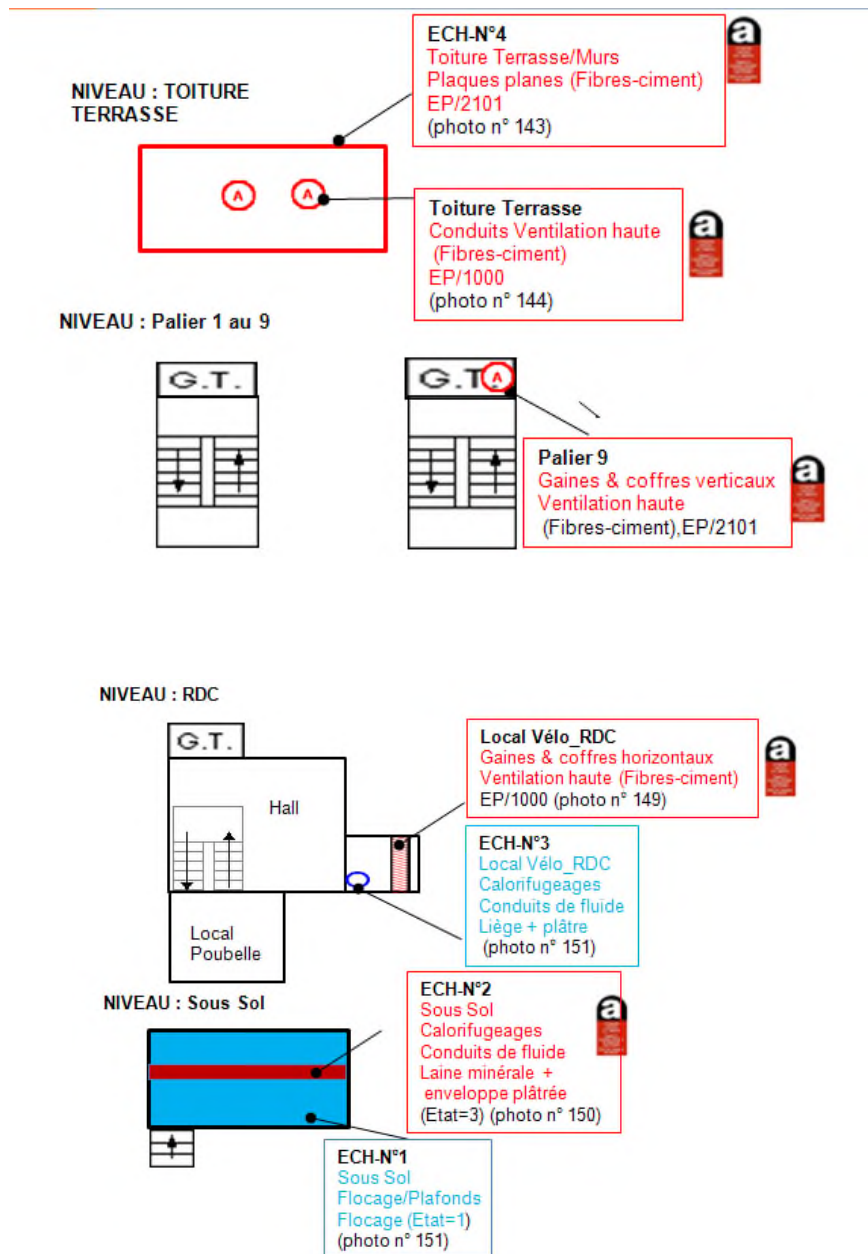 ECH-N°4
Toiture Terrasse/Murs
Plaques planes (Fibres-ciment)
EP/2101
(photo n° 143)
a
NIVEAU : TOITURE
TERRASSE
A
A
Toiture Terrasse
Conduits Ventilation haute
(Fibres-ciment)
EP/1000
(photo n° 144)
a
NIVEAU : Palier 1 au 9
G.T.
G.T.
A
Palier 9
Gaines & coffres verticaux
Ventilation haute
(Fibres-ciment),EP/2101
a
NIVEAU : RDC
G.T.
Hall
Local
Poubelle
Local Vélo_RDC
Gaines & coffres horizontaux
Ventilation haute (Fibres-ciment)
EP/1000 (photo n° 149)
a
ECH-N°3
Local Vélo_RDC
Calorifugeages
Conduits de fluide
Liège + plâtre
(photo n° 151)
NIVEAU : Sous Sol
ECH-N°2
Sous Sol
Calorifugeages
Conduits de fluide
Laine minérale +
enveloppe plâtrée
(Etat=3) (photo n° 150)
a
ECH-N°1
Sous Sol
Flocage/Plafonds
Flocage (Etat=1)
(photo n° 151)